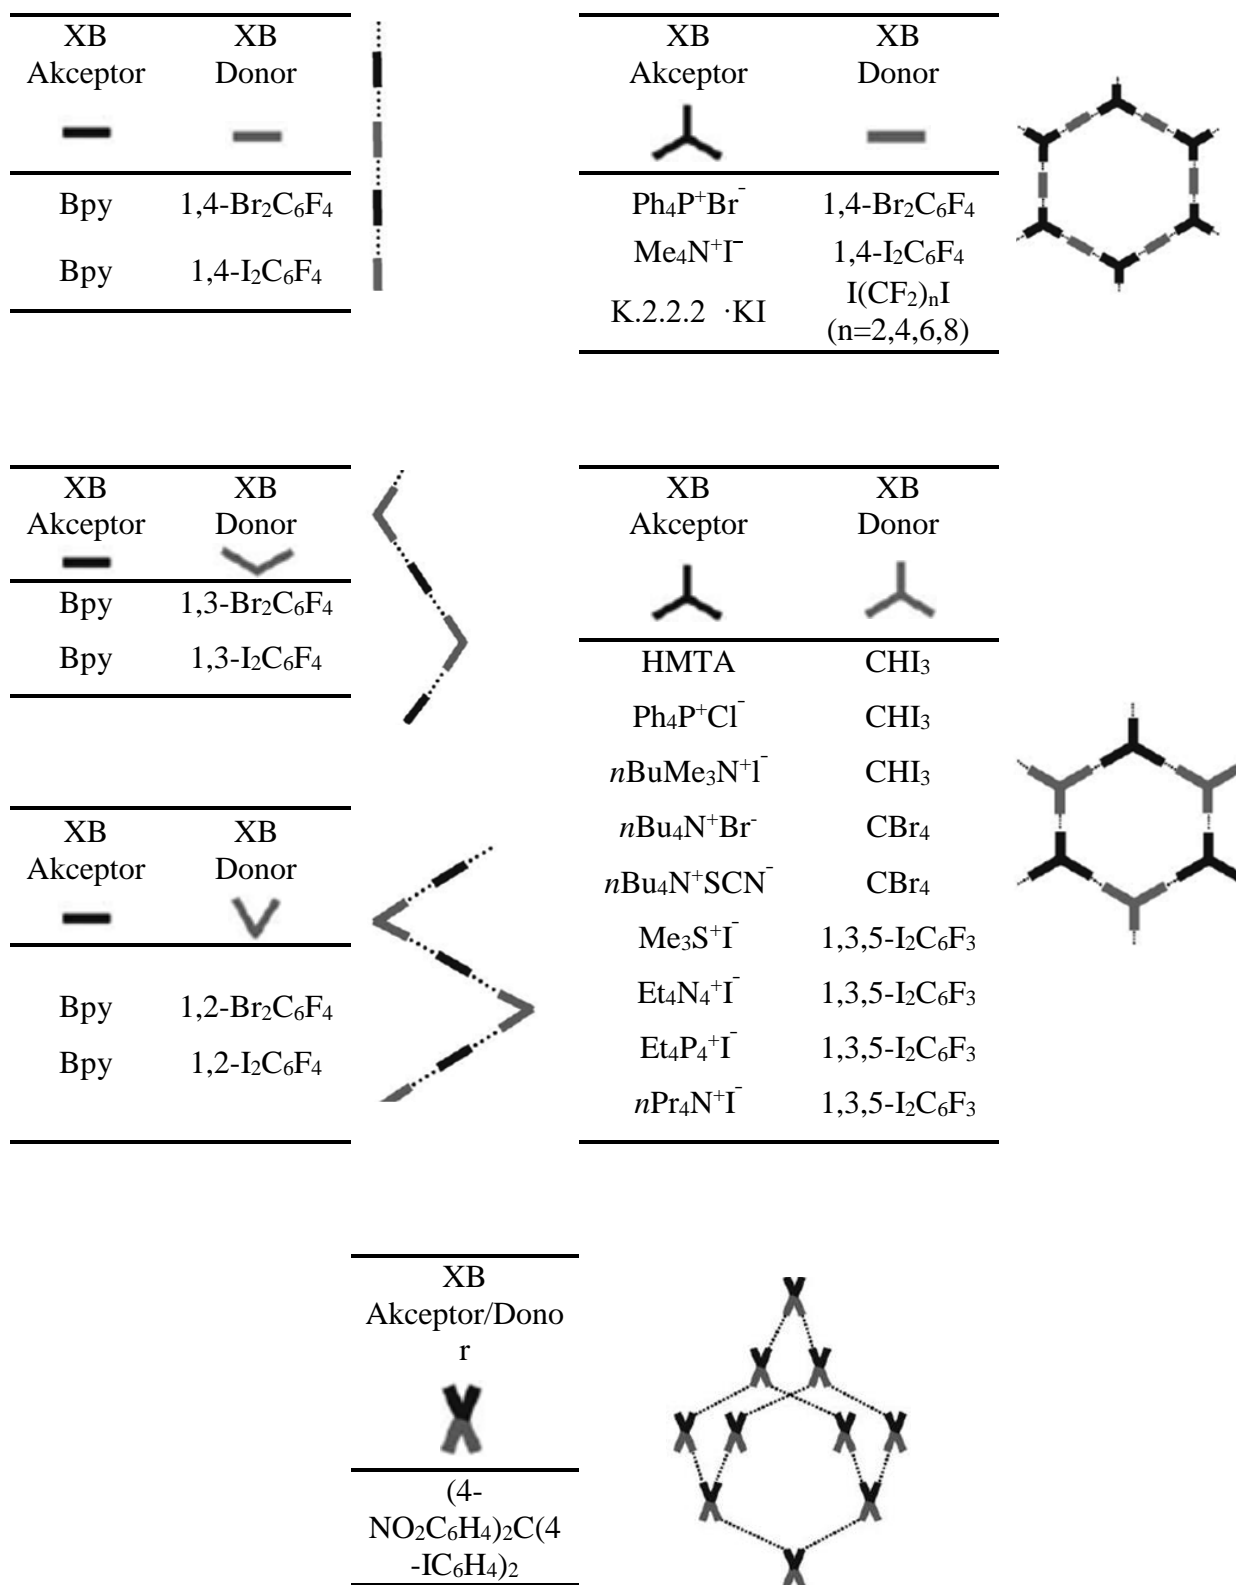 XB XB
Akceptor Donor
Bpy 1,4-Br₂C₆F₄
Bpy 1,4-I₂C₆F₄
XB XB
Akceptor Donor
Ph₄P⁺Br⁻ 1,4-Br₂C₆F₄
Me₄N⁺I⁻ 1,4-I₂C₆F₄
K.2.2.2 ·KI I(CF₂)ₙI
(n=2,4,6,8)
XB XB
Akceptor Donor
Bpy 1,3-Br₂C₆F₄
Bpy 1,3-I₂C₆F₄
XB XB
Akceptor Donor
Bpy 1,2-Br₂C₆F₄
Bpy 1,2-I₂C₆F₄
XB XB
Akceptor Donor
HMTA CHI₃
Ph₄P⁺Cl⁻ CHI₃
nBuMe₃N⁺l⁻ CHI₃
nBu₄N⁺Br⁻ CBr₄
nBu₄N⁺SCN⁻ CBr₄
Me₃S⁺I⁻ 1,3,5-I₂C₆F₃
Et₄N₄⁺I⁻ 1,3,5-I₂C₆F₃
Et₄P₄⁺I⁻ 1,3,5-I₂C₆F₃
nPr₄N⁺I⁻ 1,3,5-I₂C₆F₃
XB
Akceptor/Dono
r
(4-
NO₂C₆H₄)₂C(4
-IC₆H₄)₂